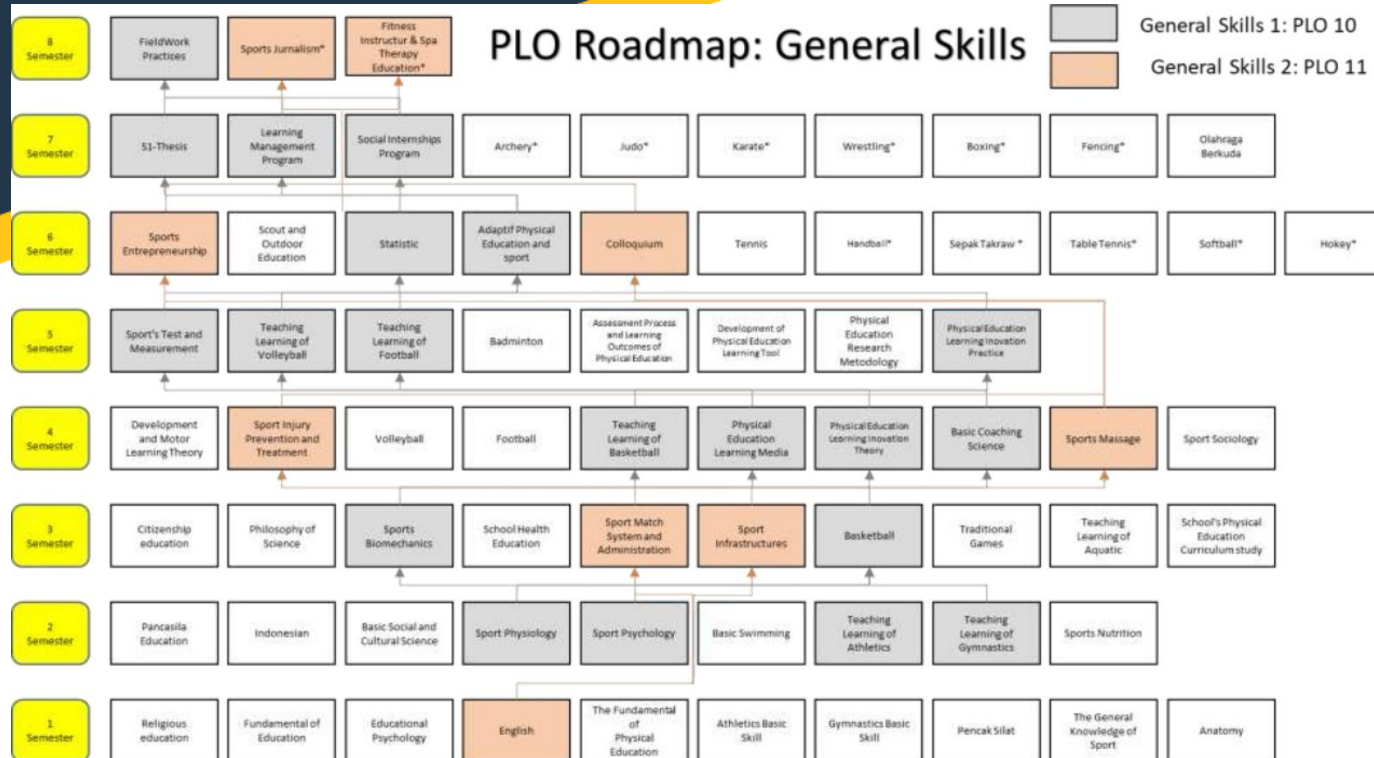 PLO Roadmap: General Skills
General Skills 1: PLO 10
General Skills 2: PLO 11
8
Semester
FieldWork
Practices
Sports Jurnalism*
Fitness
Instructur & Spa
Therapy
Education*
7
Semester
S1-Thesis
Learning
Management
Program
Social Internships
Program
Archery*
Judo*
Karate*
Wrestling*
Boxing*
Fencing*
Olahraga
Berkuda
6
Semester
Sports
Entrepreneurship
Scout and
Outdoor
Education
Statistic
Adaptif Physical
Education and
sport
Colloquium
Tennis
Handball*
Sepak Takraw *
Table Tennis*
Softball*
Hokey*
5
Semester
Sport's Test and
Measurement
Teaching
Learning of
Volleyball
Teaching
Learning of
Football
Badminton
Assessment Process
and Learning
Outcomes of
Physical Education
Development of
Physical Education
Learning Tool
Physical
Education
Research
Metodology
Physical Education
Learning Inovation
Practice
4
Semester
Development
and Motor
Learning Theory
Sport Injury
Prevention and
Treatment
Volleyball
Football
Teaching
Learning of
Basketball
Physical
Education
Learning Media
Physical Education
Learning Inovation
Theory
Basic Coaching
Science
Sports Massage
Sport Sociology
3
Semester
Citizenship
education
Philosophy of
Science
Sports
Biomechanics
School Health
Education
Sport Match
System and
Administration
Sport
Infrastructures
Basketball
Traditional
Games
Teaching
Learning of
Aquatic
School's Physical
Education
Curriculum study
2
Semester
Pancasila
Education
Indonesian
Basic Social and
Cultural Science
Sport Physiology
Sport Psychology
Basic Swimming
Teaching
Learning of
Athletics
Teaching
Learning of
Gymnastics
Sports Nutrition
1
Semester
Religious
education
Fundamental of
Education
Educational
Psychology
English
The Fundamental
of
Physical
Education
Athletics Basic
Skill
Gymnastics Basic
Skill
Pencak Silat
The General
Knowledge of
Sport
Anatomy